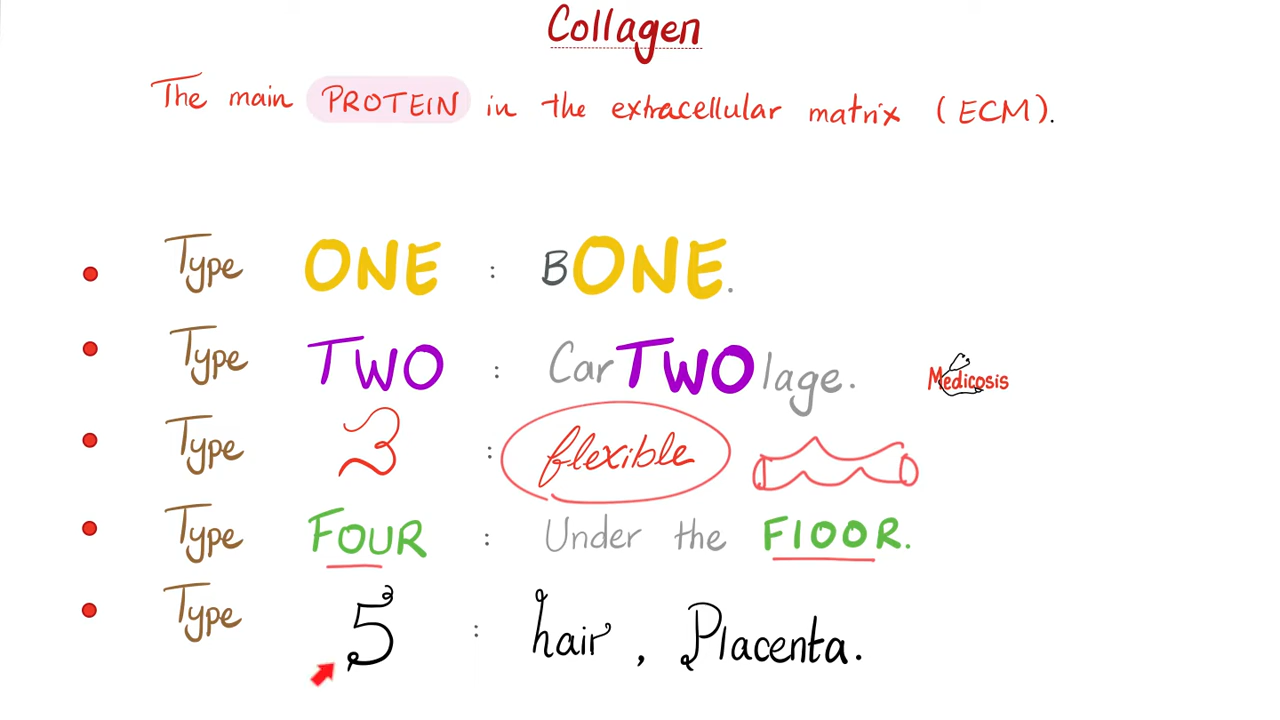 Collagen
The main PROTEIN in the extracellular matrix (ECM).
Type ONE : BONE.
Type TWO : CarTWOlage.
Medicosis
Type 3 : flexible
Type FOUR : Under the FlOOR.
Type 5 : hair, Placenta.